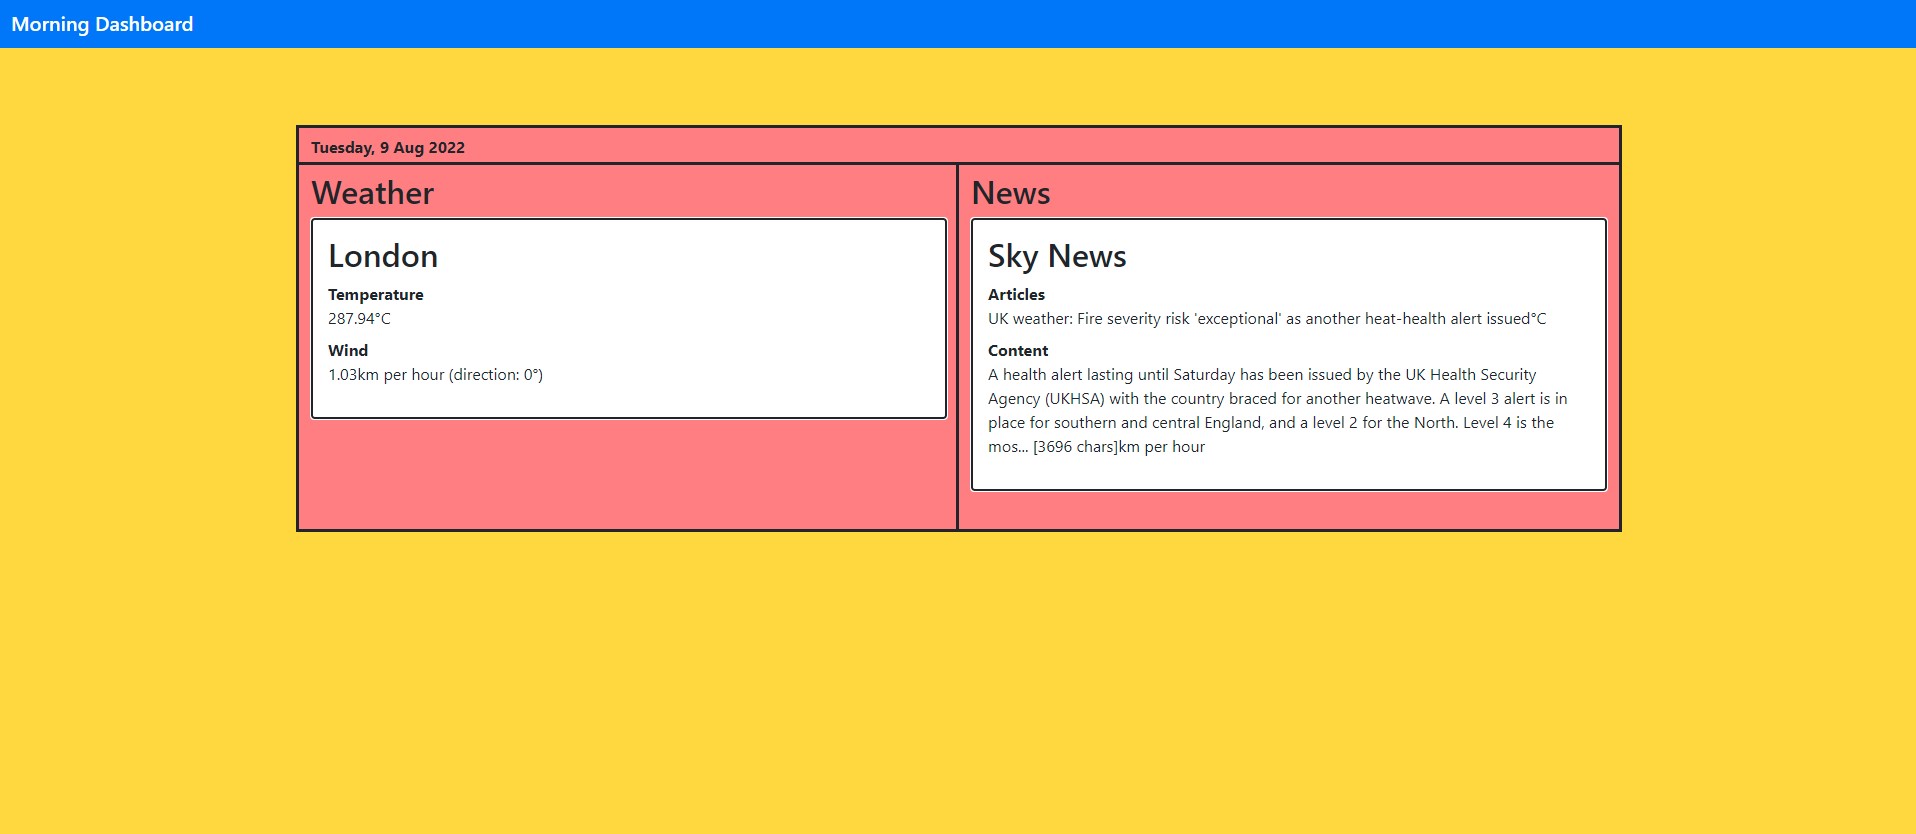 Morning Dashboard
Tuesday, 9 Aug 2022
Weather
London
Temperature
287.94°C
Wind
1.03km per hour (direction: 0°)
News
Sky News
Articles
UK weather: Fire severity risk 'exceptional' as another heat-health alert issued°C
Content
A health alert lasting until Saturday has been issued by the UK Health Security
Agency (UKHSA) with the country braced for another heatwave. A level 3 alert is in
place for southern and central England, and a level 2 for the North. Level 4 is the
mos... [3696 chars]km per hour